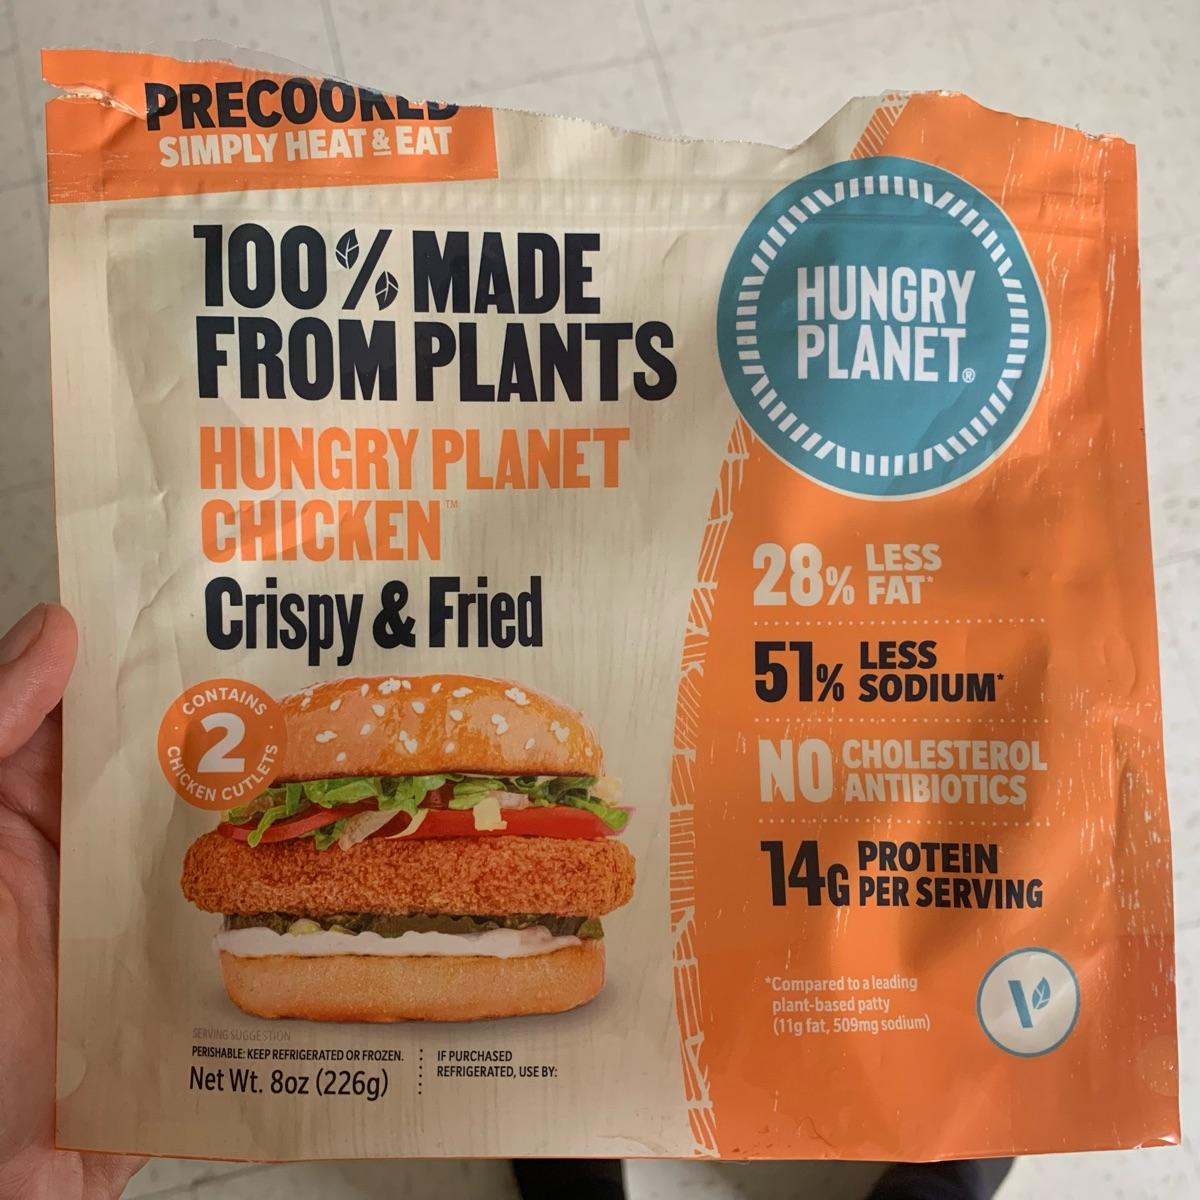 PRECOOKED
SIMPLY HEAT & EAT
100% MADE
FROM PLANTS
HUNGRY PLANET
CHICKEN™
Crispy & Fried
CONTAINS
2
CHICKEN CUTLETS
SERVING SUGGESTION
PERISHABLE: KEEP REFRIGERATED OR FROZEN.
Net Wt. 8oz (226g)
IF PURCHASED
REFRIGERATED, USE BY:
HUNGRY
PLANET®
28% LESS
FAT*
51% LESS
SODIUM*
NO CHOLESTEROL
ANTIBIOTICS
14G PROTEIN
PER SERVING
*Compared to a leading
plant-based patty
(11g fat, 509mg sodium)
V